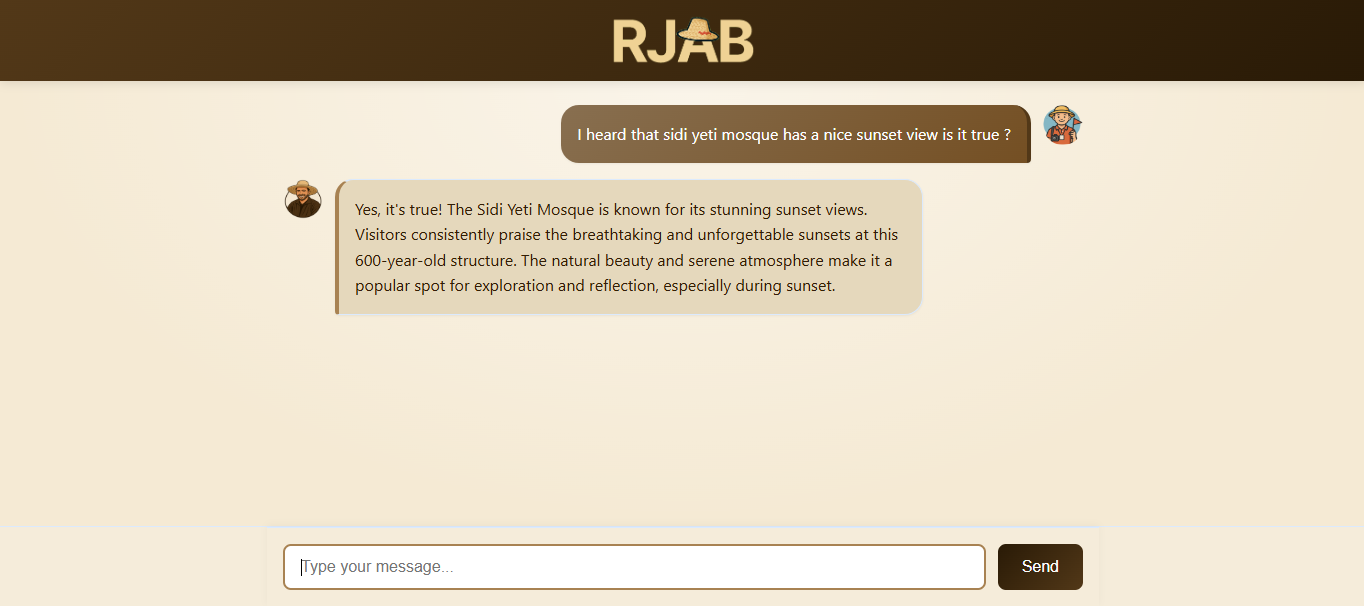 RJAB
I heard that sidi yeti mosque has a nice sunset view is it true ?
Yes, it's true! The Sidi Yeti Mosque is known for its stunning sunset views.
Visitors consistently praise the breathtaking and unforgettable sunsets at this
600-year-old structure. The natural beauty and serene atmosphere make it a
popular spot for exploration and reflection, especially during sunset.
Type your message...
Send